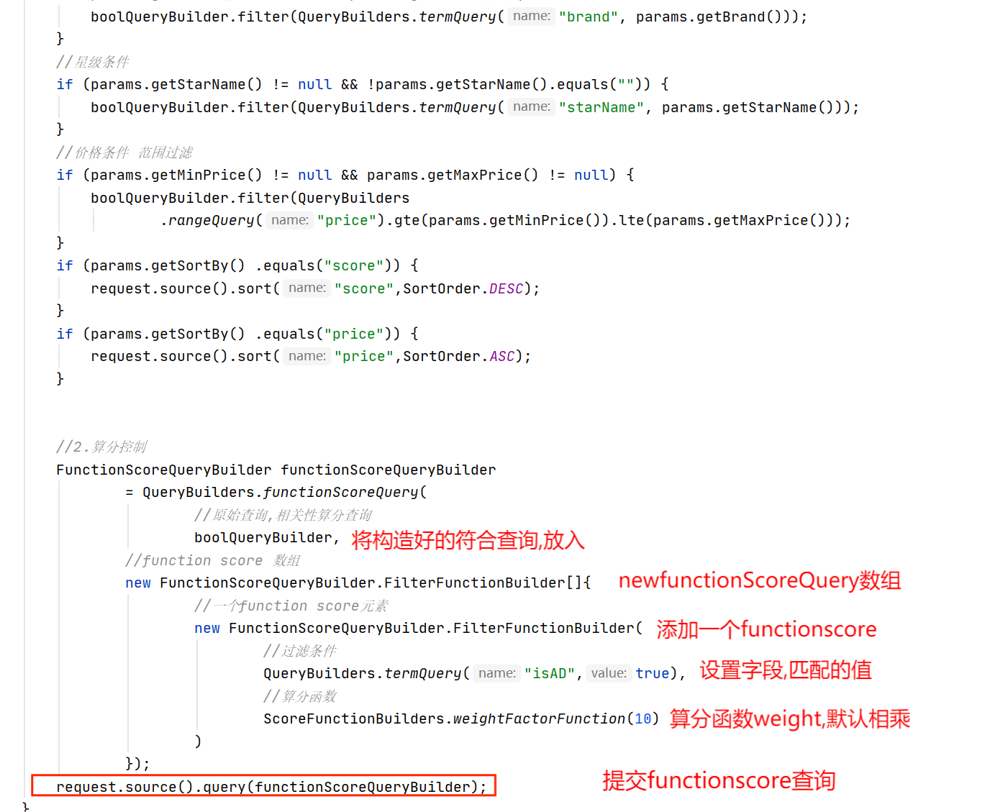 boolQueryBuilder.filter(QueryBuilders.termQuery( name: "brand", params.getBrand()));
}
//星级条件
if (params.getStarName() != null && !params.getStarName().equals("")) {
boolQueryBuilder.filter(QueryBuilders.termQuery( name: "starName", params.getStarName()));
}
//价格条件 范围过滤
if (params.getMinPrice() != null && params.getMaxPrice() != null) {
boolQueryBuilder.filter(QueryBuilders
.rangeQuery( name: "price").gte(params.getMinPrice()).lte(params.getMaxPrice()));
}
if (params.getSortBy() .equals("score")) {
request.source().sort( name: "score",SortOrder.DESC);
}
if (params.getSortBy() .equals("price")) {
request.source().sort( name: "price",SortOrder.ASC);
}
//2.算分控制
FunctionScoreQueryBuilder functionScoreQueryBuilder
= QueryBuilders.functionScoreQuery(
//原始查询,相关性算分查询
boolQueryBuilder, 将构造好的符合查询,放入
//function score 数组
new FunctionScoreQueryBuilder.FilterFunctionBuilder[]{ newfunctionScoreQuery数组
//一个function score元素
new FunctionScoreQueryBuilder.FilterFunctionBuilder( 添加一个functionscore
//过滤条件
QueryBuilders.termQuery( name: "isAD", value: true), 设置字段,匹配的值
//算分函数
ScoreFunctionBuilders.weightFactorFunction(10) 算分函数weight,默认相乘
)
});
request.source().query(functionScoreQueryBuilder); 提交functionscore查询
}